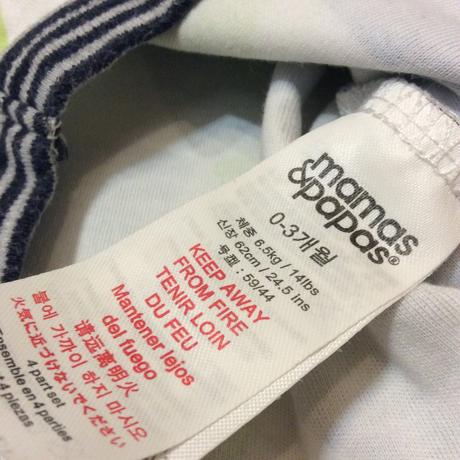 mamas
&papas®
0-3개월
체중 6.5kg / 14lbs
신장 62cm / 24.5 ins
호칭 : 59/44
KEEP AWAY
FROM FIRE
TENIR LOIN
DU FEU
Mantener lejos
del fuego
请远离明火
불에 가까이 하지 마시오
火気に近づけないでください
4 part set
Ensemble en 4 parties
4 piezas